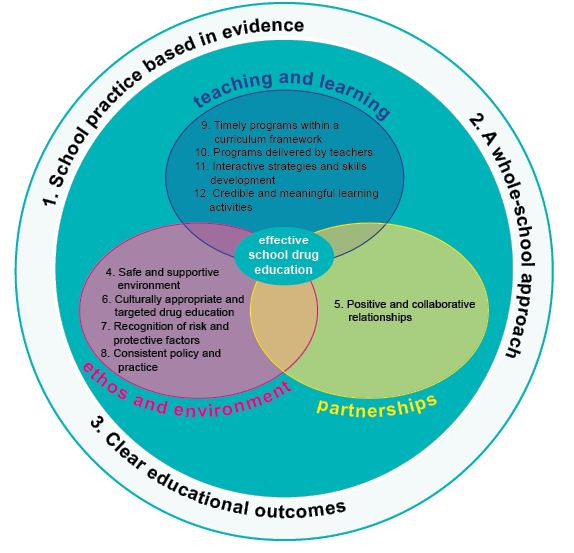 1. School practice based in evidence
2. A whole-school approach
teaching and learning
9. Timely programs within a
curriculum framework
10. Programs delivered by teachers
11. Interactive strategies and skills
development
12. Credible and meaningful learning
activities
effective
school drug
education
4. Safe and supportive
environment
6. Culturally appropriate and
targeted drug education
7. Recognition of risk and
protective factors
8. Consistent policy and
practice
ethos and environment
5. Positive and collaborative
relationships
partnerships
3. Clear educational outcomes